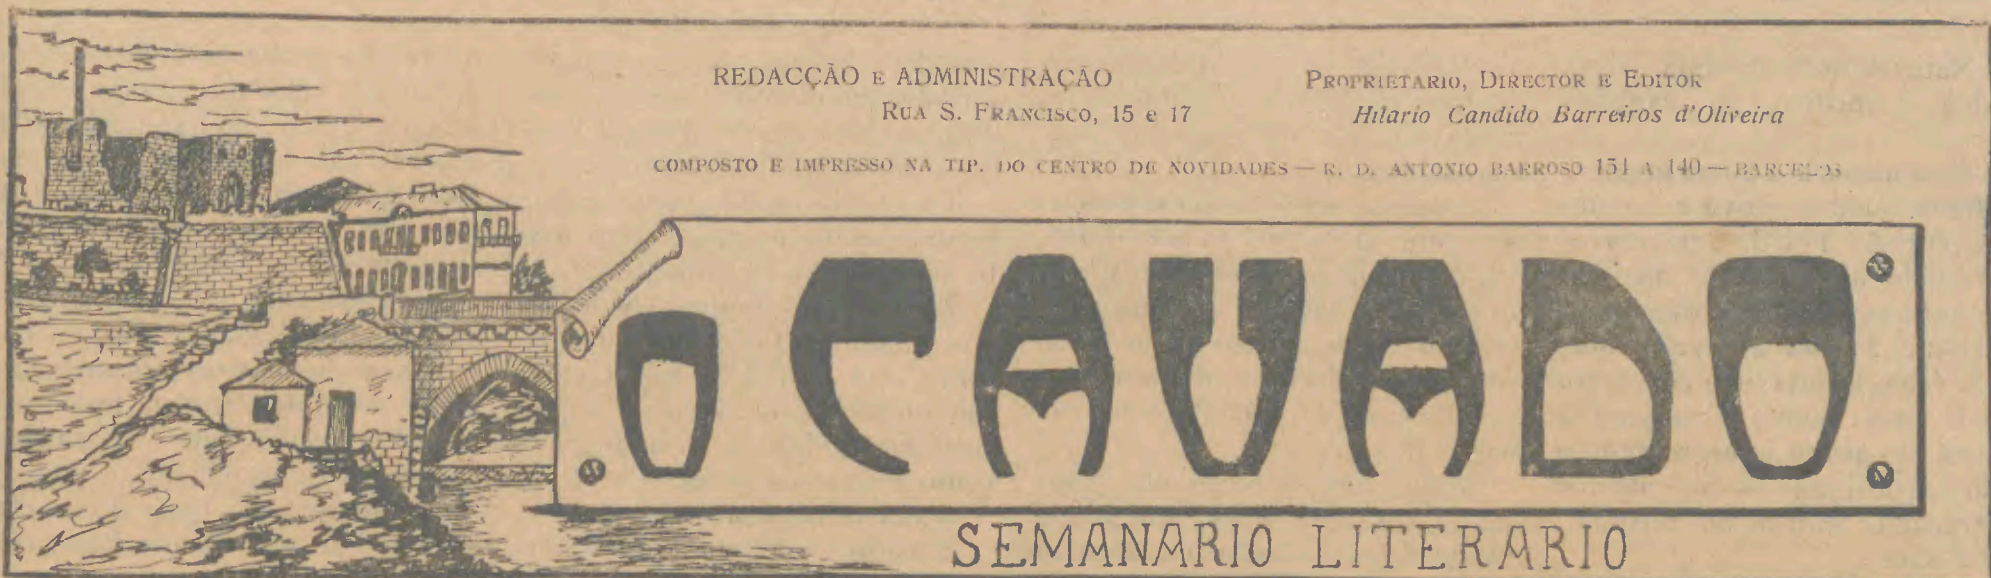 REDACÇÃO E ADMINISTRAÇÃO
RUA S. FRANCISCO, 15 e 17
PROPRIETARIO, DIRECTOR E EDITOR
Hilario Candido Barreiros d'Oliveira
COMPOSTO E IMPRESSO NA TIP. DO CENTRO DE NOVIDADES — R. D. ANTONIO BARROSO 134 A 140 — BARCELOS
O CAVADO
SEMANARIO LITERARIO